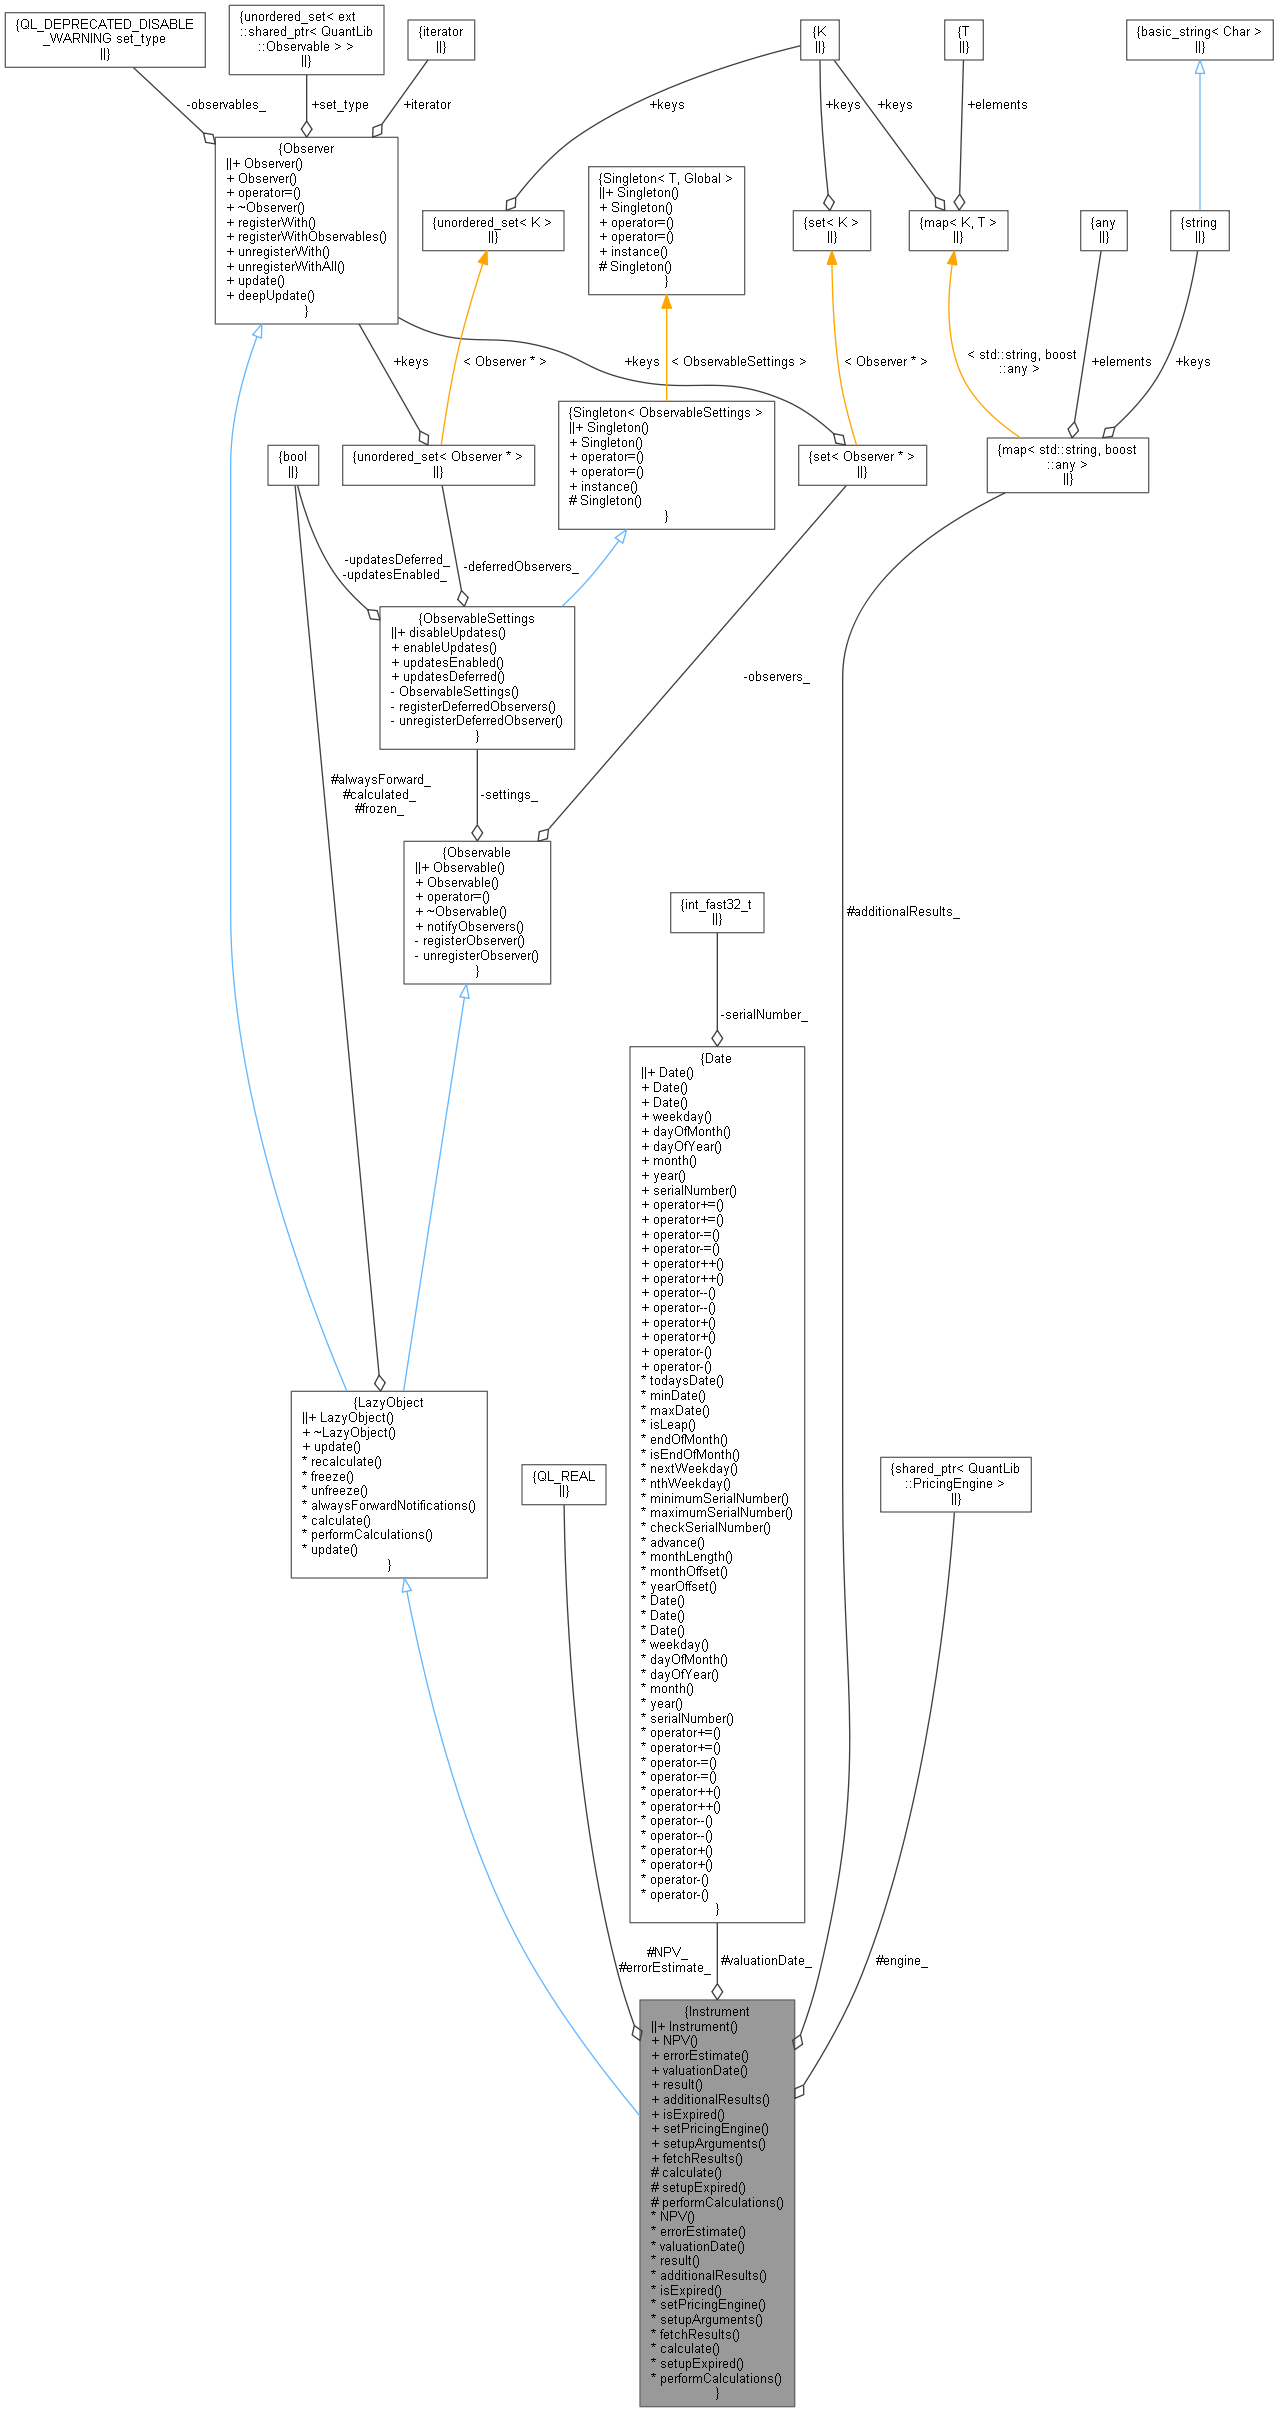 {QL_DEPRECATED_DISABLE
_WARNING set_type
||}
{unordered_set< ext
::shared_ptr< QuantLib
::Observable > >
||}
{iterator
||}
{K
||}
{T
||}
{basic_string< Char >
||}
-observables_
+set_type
+iterator
+keys
+keys
+keys
+elements
{Observer
||+ Observer()
+ Observer()
+ operator=()
+ ~Observer()
+ registerWith()
+ registerWithObservables()
+ unregisterWith()
+ unregisterWithAll()
+ update()
+ deepUpdate()
}
{unordered_set< K >
||}
{Singleton< T, Global >
||+ Singleton()
+ Singleton()
+ operator=()
+ operator=()
+ instance()
# Singleton()
}
{set< K >
||}
{map< K, T >
||}
{any
||}
{string
||}
+keys
< Observer * >
+keys
< ObservableSettings >
< Observer * >
< std::string, boost
::any >
+elements
+keys
{bool
||}
{unordered_set< Observer * >
||}
{Singleton< ObservableSettings >
||+ Singleton()
+ Singleton()
+ operator=()
+ operator=()
+ instance()
# Singleton()
}
{set< Observer * >
||}
{map< std::string, boost
::any >
||}
-updatesDeferred_
-updatesEnabled_
-deferredObservers_
{ObservableSettings
||+ disableUpdates()
+ enableUpdates()
+ updatesEnabled()
+ updatesDeferred()
- ObservableSettings()
- registerDeferredObservers()
- unregisterDeferredObserver()
}
-observers_
#alwaysForward_
#calculated_
#frozen_
-settings_
{Observable
||+ Observable()
+ Observable()
+ operator=()
+ ~Observable()
+ notifyObservers()
- registerObserver()
- unregisterObserver()
}
{int_fast32_t
||}
#additionalResults_
-serialNumber_
{Date
||+ Date()
+ Date()
+ Date()
+ weekday()
+ dayOfMonth()
+ dayOfYear()
+ month()
+ year()
+ serialNumber()
+ operator+=()
+ operator+=()
+ operator-=()
+ operator-=()
+ operator++()
+ operator++()
+ operator--()
+ operator--()
+ operator+()
+ operator+()
+ operator-()
+ operator-()
* todaysDate()
* minDate()
* maxDate()
* isLeap()
* endOfMonth()
* isEndOfMonth()
* nextWeekday()
* nthWeekday()
* minimumSerialNumber()
* maximumSerialNumber()
* checkSerialNumber()
* advance()
* monthLength()
* monthOffset()
* yearOffset()
* Date()
* Date()
* Date()
* weekday()
* dayOfMonth()
* dayOfYear()
* month()
* year()
* serialNumber()
* operator+=()
* operator+=()
* operator-=()
* operator-=()
* operator++()
* operator++()
* operator--()
* operator--()
* operator+()
* operator+()
* operator-()
* operator-()
}
{LazyObject
||+ LazyObject()
+ ~LazyObject()
+ update()
* recalculate()
* freeze()
* unfreeze()
* alwaysForwardNotifications()
* calculate()
* performCalculations()
* update()
}
{QL_REAL
||}
{shared_ptr< QuantLib
::PricingEngine >
||}
#NPV_
#errorEstimate_
#valuationDate_
#engine_
{Instrument
||+ Instrument()
+ NPV()
+ errorEstimate()
+ valuationDate()
+ result()
+ additionalResults()
+ isExpired()
+ setPricingEngine()
+ setupArguments()
+ fetchResults()
# calculate()
# setupExpired()
# performCalculations()
* NPV()
* errorEstimate()
* valuationDate()
* result()
* additionalResults()
* isExpired()
* setPricingEngine()
* setupArguments()
* fetchResults()
* calculate()
* setupExpired()
* performCalculations()
}